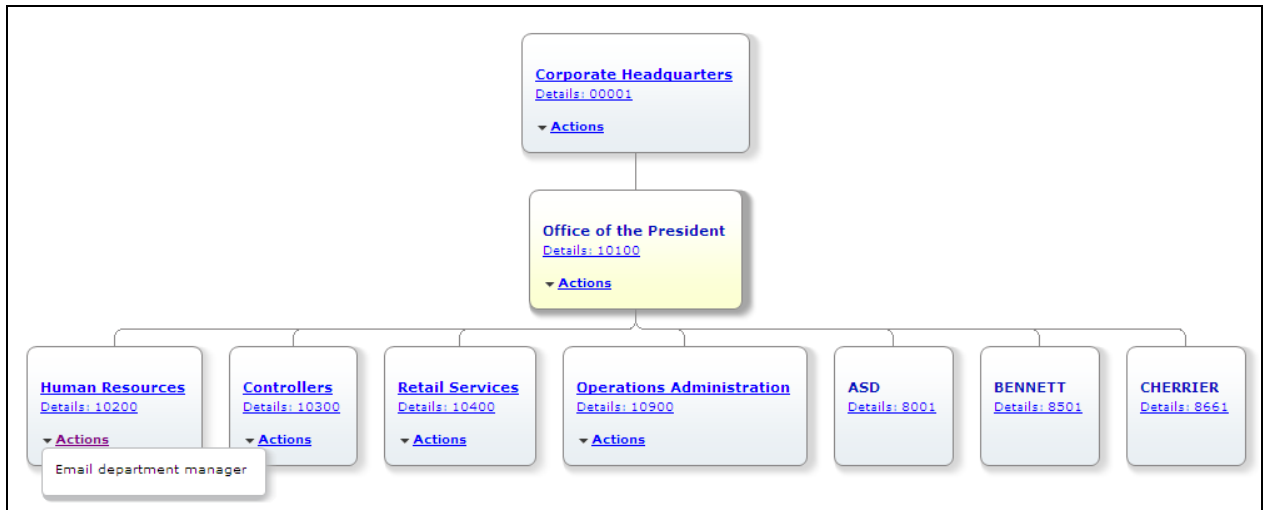 Corporate Headquarters
Details: 00001
Actions
Office of the President
Details: 10100
Actions
Human Resources
Details: 10200
Actions
Email department manager
Controllers
Details: 10300
Actions
Retail Services
Details: 10400
Actions
Operations Administration
Details: 10900
Actions
ASD
Details: 8001
BENNETT
Details: 8501
CHERRIER
Details: 8661